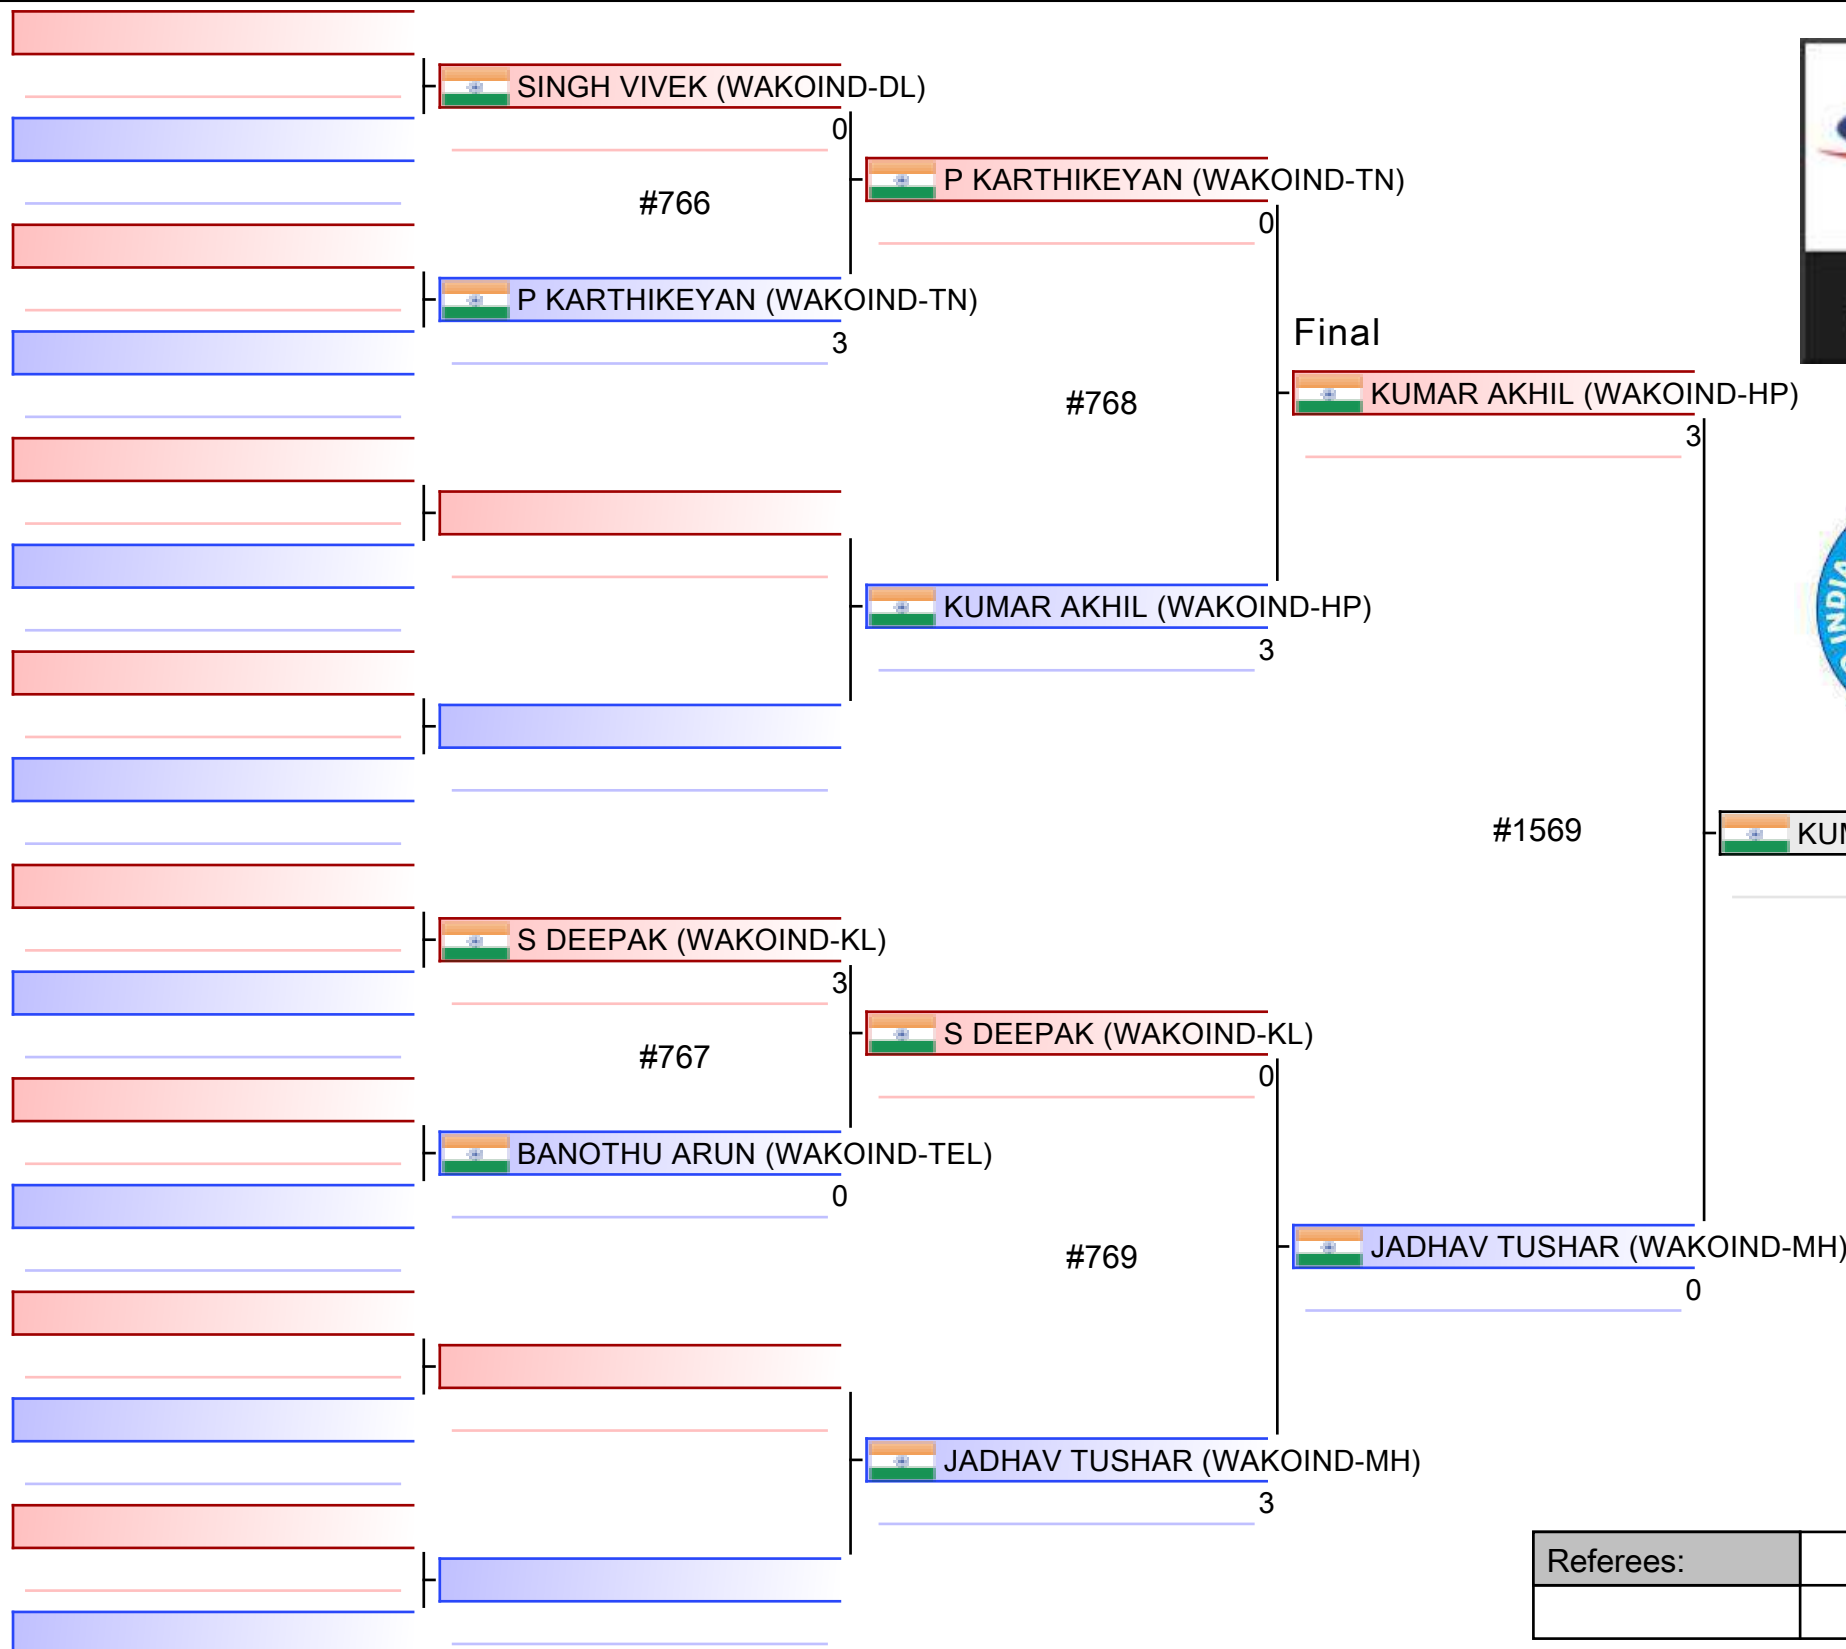 SINGH VIVEK (WAKOIND-DL)
0
#766
P KARTHIKEYAN (WAKOIND-TN)
3
P KARTHIKEYAN (WAKOIND-TN)
0
#768
KUMAR AKHIL (WAKOIND-HP)
3
S DEEPAK (WAKOIND-KL)
3
#767
BANOTHU ARUN (WAKOIND-TEL)
0
S DEEPAK (WAKOIND-KL)
0
#769
JADHAV TUSHAR (WAKOIND-MH)
3
Final
KUMAR AKHIL (WAKOIND-HP)
3
#1569
JADHAV TUSHAR (WAKOIND-MH)
0
INDIA
Referees: